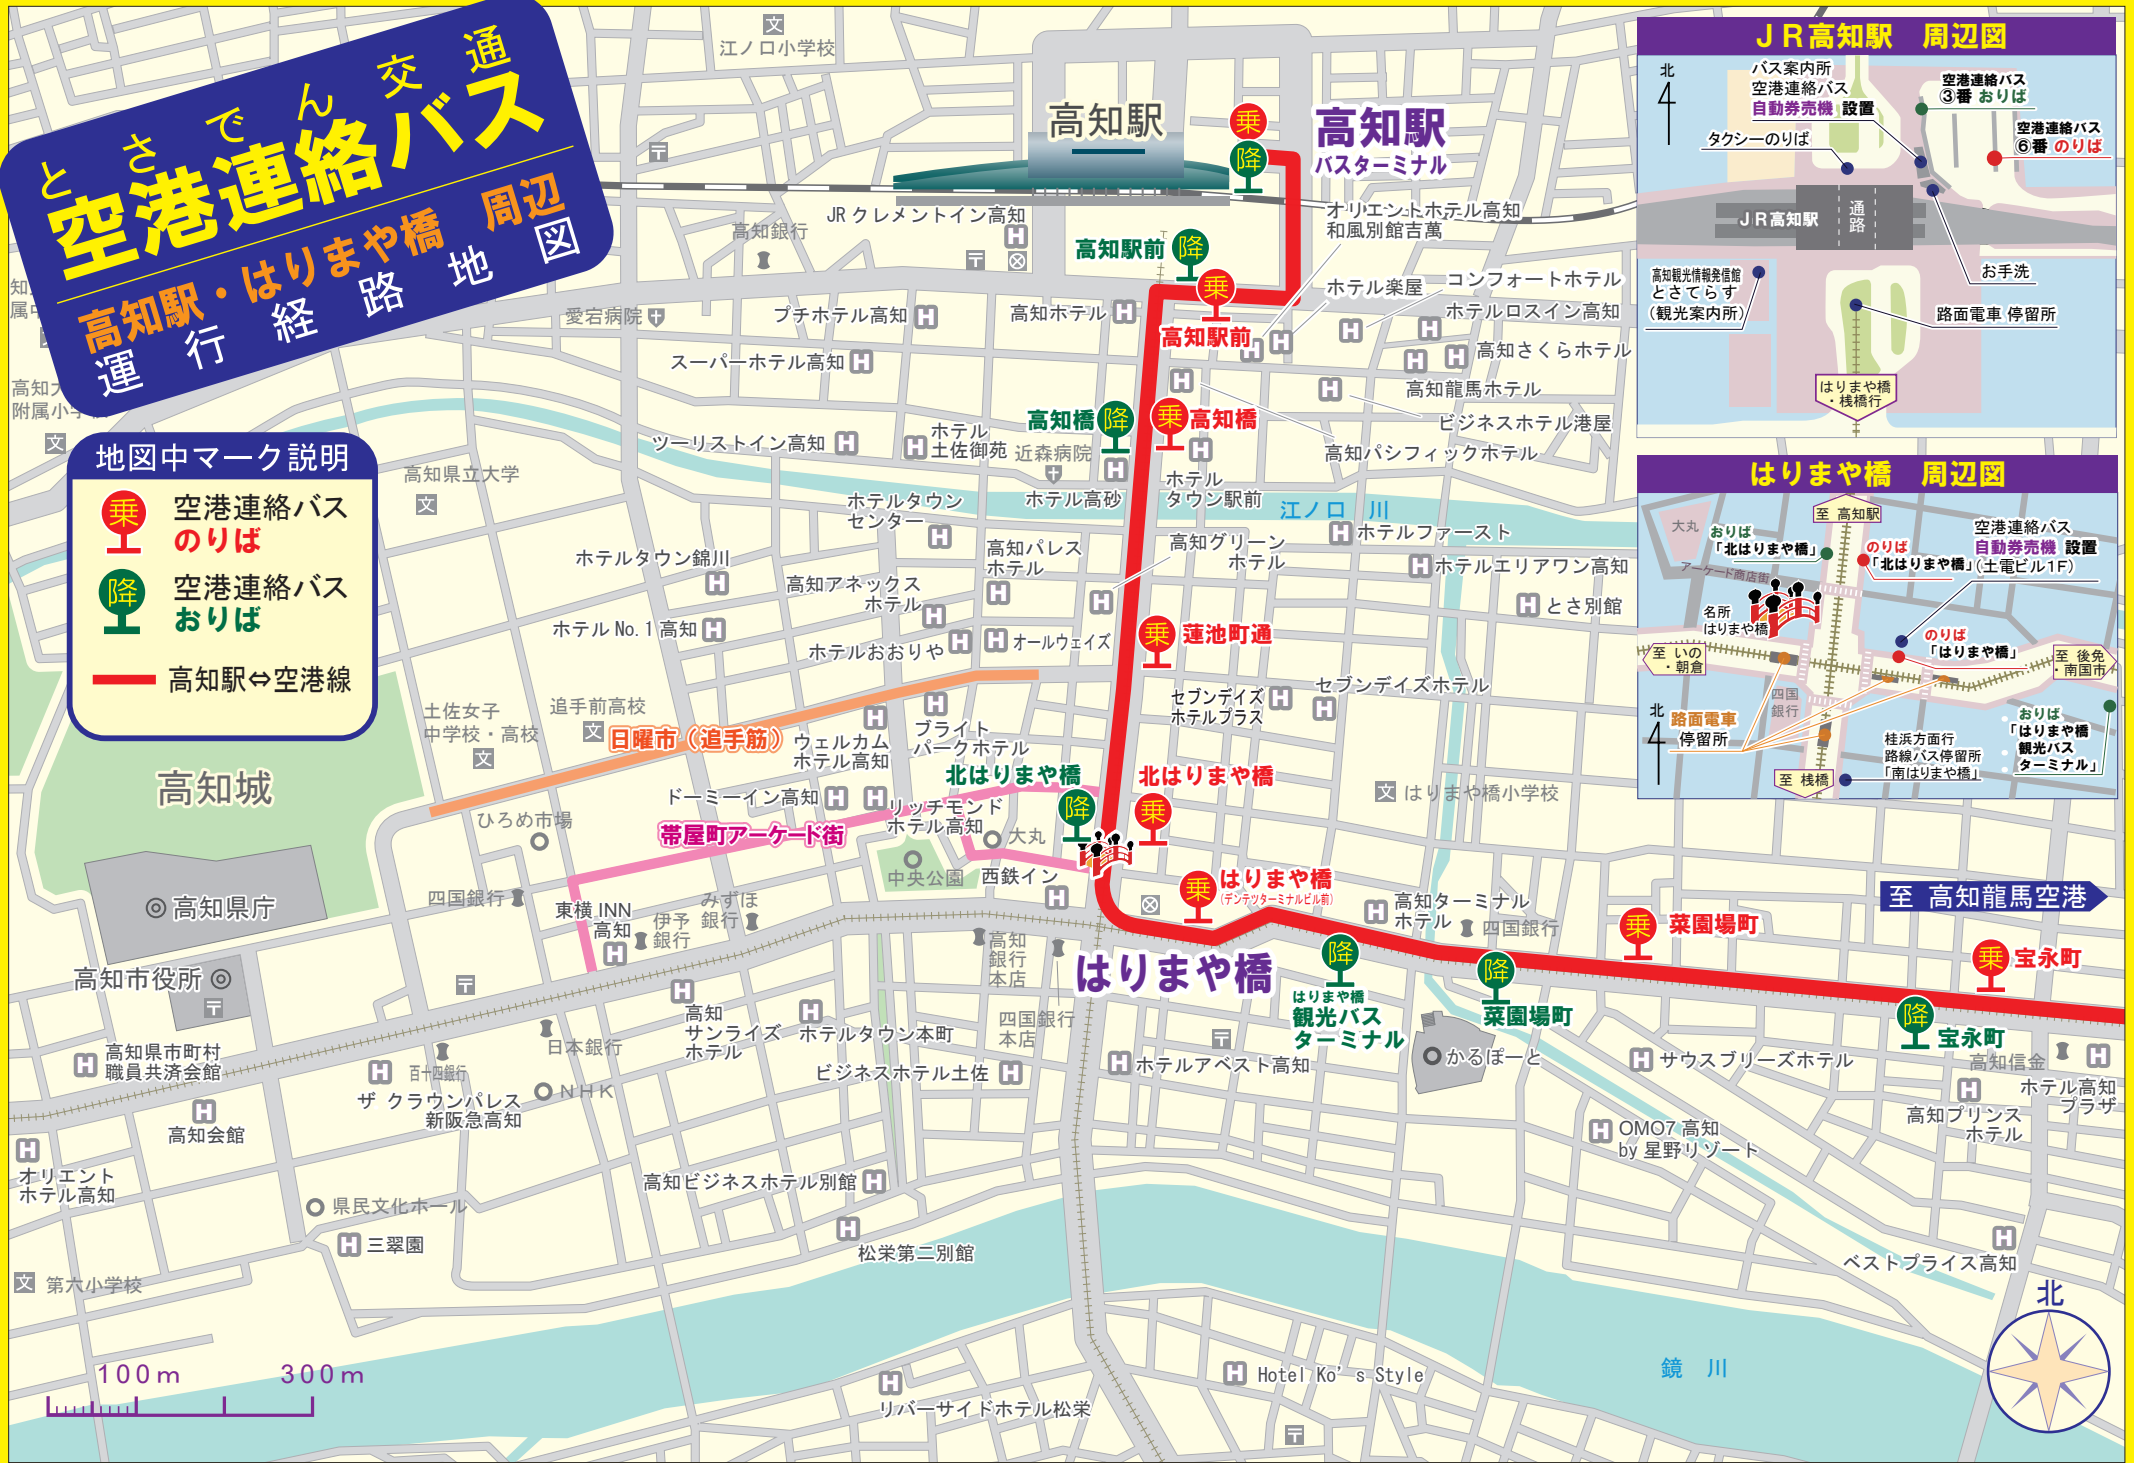 とさでん交通
空港連絡バス
高知駅・はりまや橋 周辺
運行経路地図
地図中マーク説明
乗
空港連絡バス
のりば
降
空港連絡バス
おりば
高知駅⇔空港線
文
江ノ口小学校
〒
高知駅
乗
降
高知駅
バスターミナル
JRクレメントイン高知
H
高知銀行
〒
オリエントホテル高知
和風別館吉萬
高知駅前
降
乗
高知駅前
ホテル楽屋
コンフォートホテル
ホテルロスイン高知
愛宕病院
プチホテル高知
H
高知ホテル
H
スーパーホテル高知
H
高知さくらホテル
高知龍馬ホテル
ビジネスホテル港屋
高知パシフィックホテル
高知橋
降
乗
高知橋
ツーリストイン高知
H
ホテル
土佐御苑
近森病院
ホテル高砂
ホテル
タウン駅前
江ノ口 川
高知県立大学
文
ホテルタウン
センター
H
ホテルファースト
ホテルエリアワン高知
とさ別館
ホテルタウン錦川
H
高知パレス
ホテル
高知グリーン
ホテル
高知アネックス
ホテル
ホテルNo.1高知
H
ホテルおおりや
オールウェイズ
乗
蓮池町通
セブンデイズ
ホテルプラス
セブンデイズホテル
土佐女子
中学校・高校
文
追手前高校
文
日曜市（追手筋）
ウェルカム
ホテル高知
ブライト
パークホテル
北はりまや橋
降
北はりまや橋
乗
文
はりまや橋小学校
高知城
ドーミーイン高知
リッチモンド
ホテル高知
大丸
ひろめ市場
帯屋町アーケード街
中央公園
西鉄イン
乗
はりまや橋
(デンテツターミナルビル前)
高知県庁
四国銀行
東横INN
高知
伊予
銀行
みずほ
銀行
高知
銀行
本店
はりまや橋
高知ターミナル
ホテル
四国銀行
乗
菜園場町
至 高知龍馬空港
乗
宝永町
高知市役所
〒
降
はりまや橋
観光バス
ターミナル
降
菜園場町
降
宝永町
高知
サンライズ
ホテル
ホテルタウン本町
四国銀行
本店
〒
日本銀行
高知県市町村
職員共済会館
百十四銀行
ザ クラウンパレス
新阪急高知
NHK
ビジネスホテル土佐
ホテルアベスト高知
かるぽーと
サウスブリーズホテル
高知信金
ホテル高知
プラザ
高知プリンス
ホテル
高知会館
オリエント
ホテル高知
OMO7高知
by星野リゾート
高知ビジネスホテル別館
県民文化ホール
三翠園
松栄第二別館
文
第六小学校
ベストプライス高知
北
100m
300m
Hotel Ko's Style
リバーサイドホテル松栄
〒
鏡 川
JR高知駅 周辺図
北
バス案内所
空港連絡バス
自動券売機 設置
タクシーのりば
空港連絡バス
③番 おりば
空港連絡バス
⑥番 のりば
JR高知駅
通路
お手洗
高知観光情報発信館
とさてらす
(観光案内所)
路面電車 停留所
はりまや橋
・桟橋行
はりまや橋 周辺図
至 高知駅
大丸
おりば
「北はりまや橋」
のりば
「北はりまや橋」
空港連絡バス
自動券売機 設置
(土電ビル1F)
アーケード商店街
名所
はりまや橋
のりば
「はりまや橋」
至 いの
・朝倉
至 後免
・南国市
四国
銀行
北
路面電車
停留所
おりば
「はりまや橋
観光バス
ターミナル」
桂浜方面行
路線バス停留所
「南はりまや橋」
至 桟橋